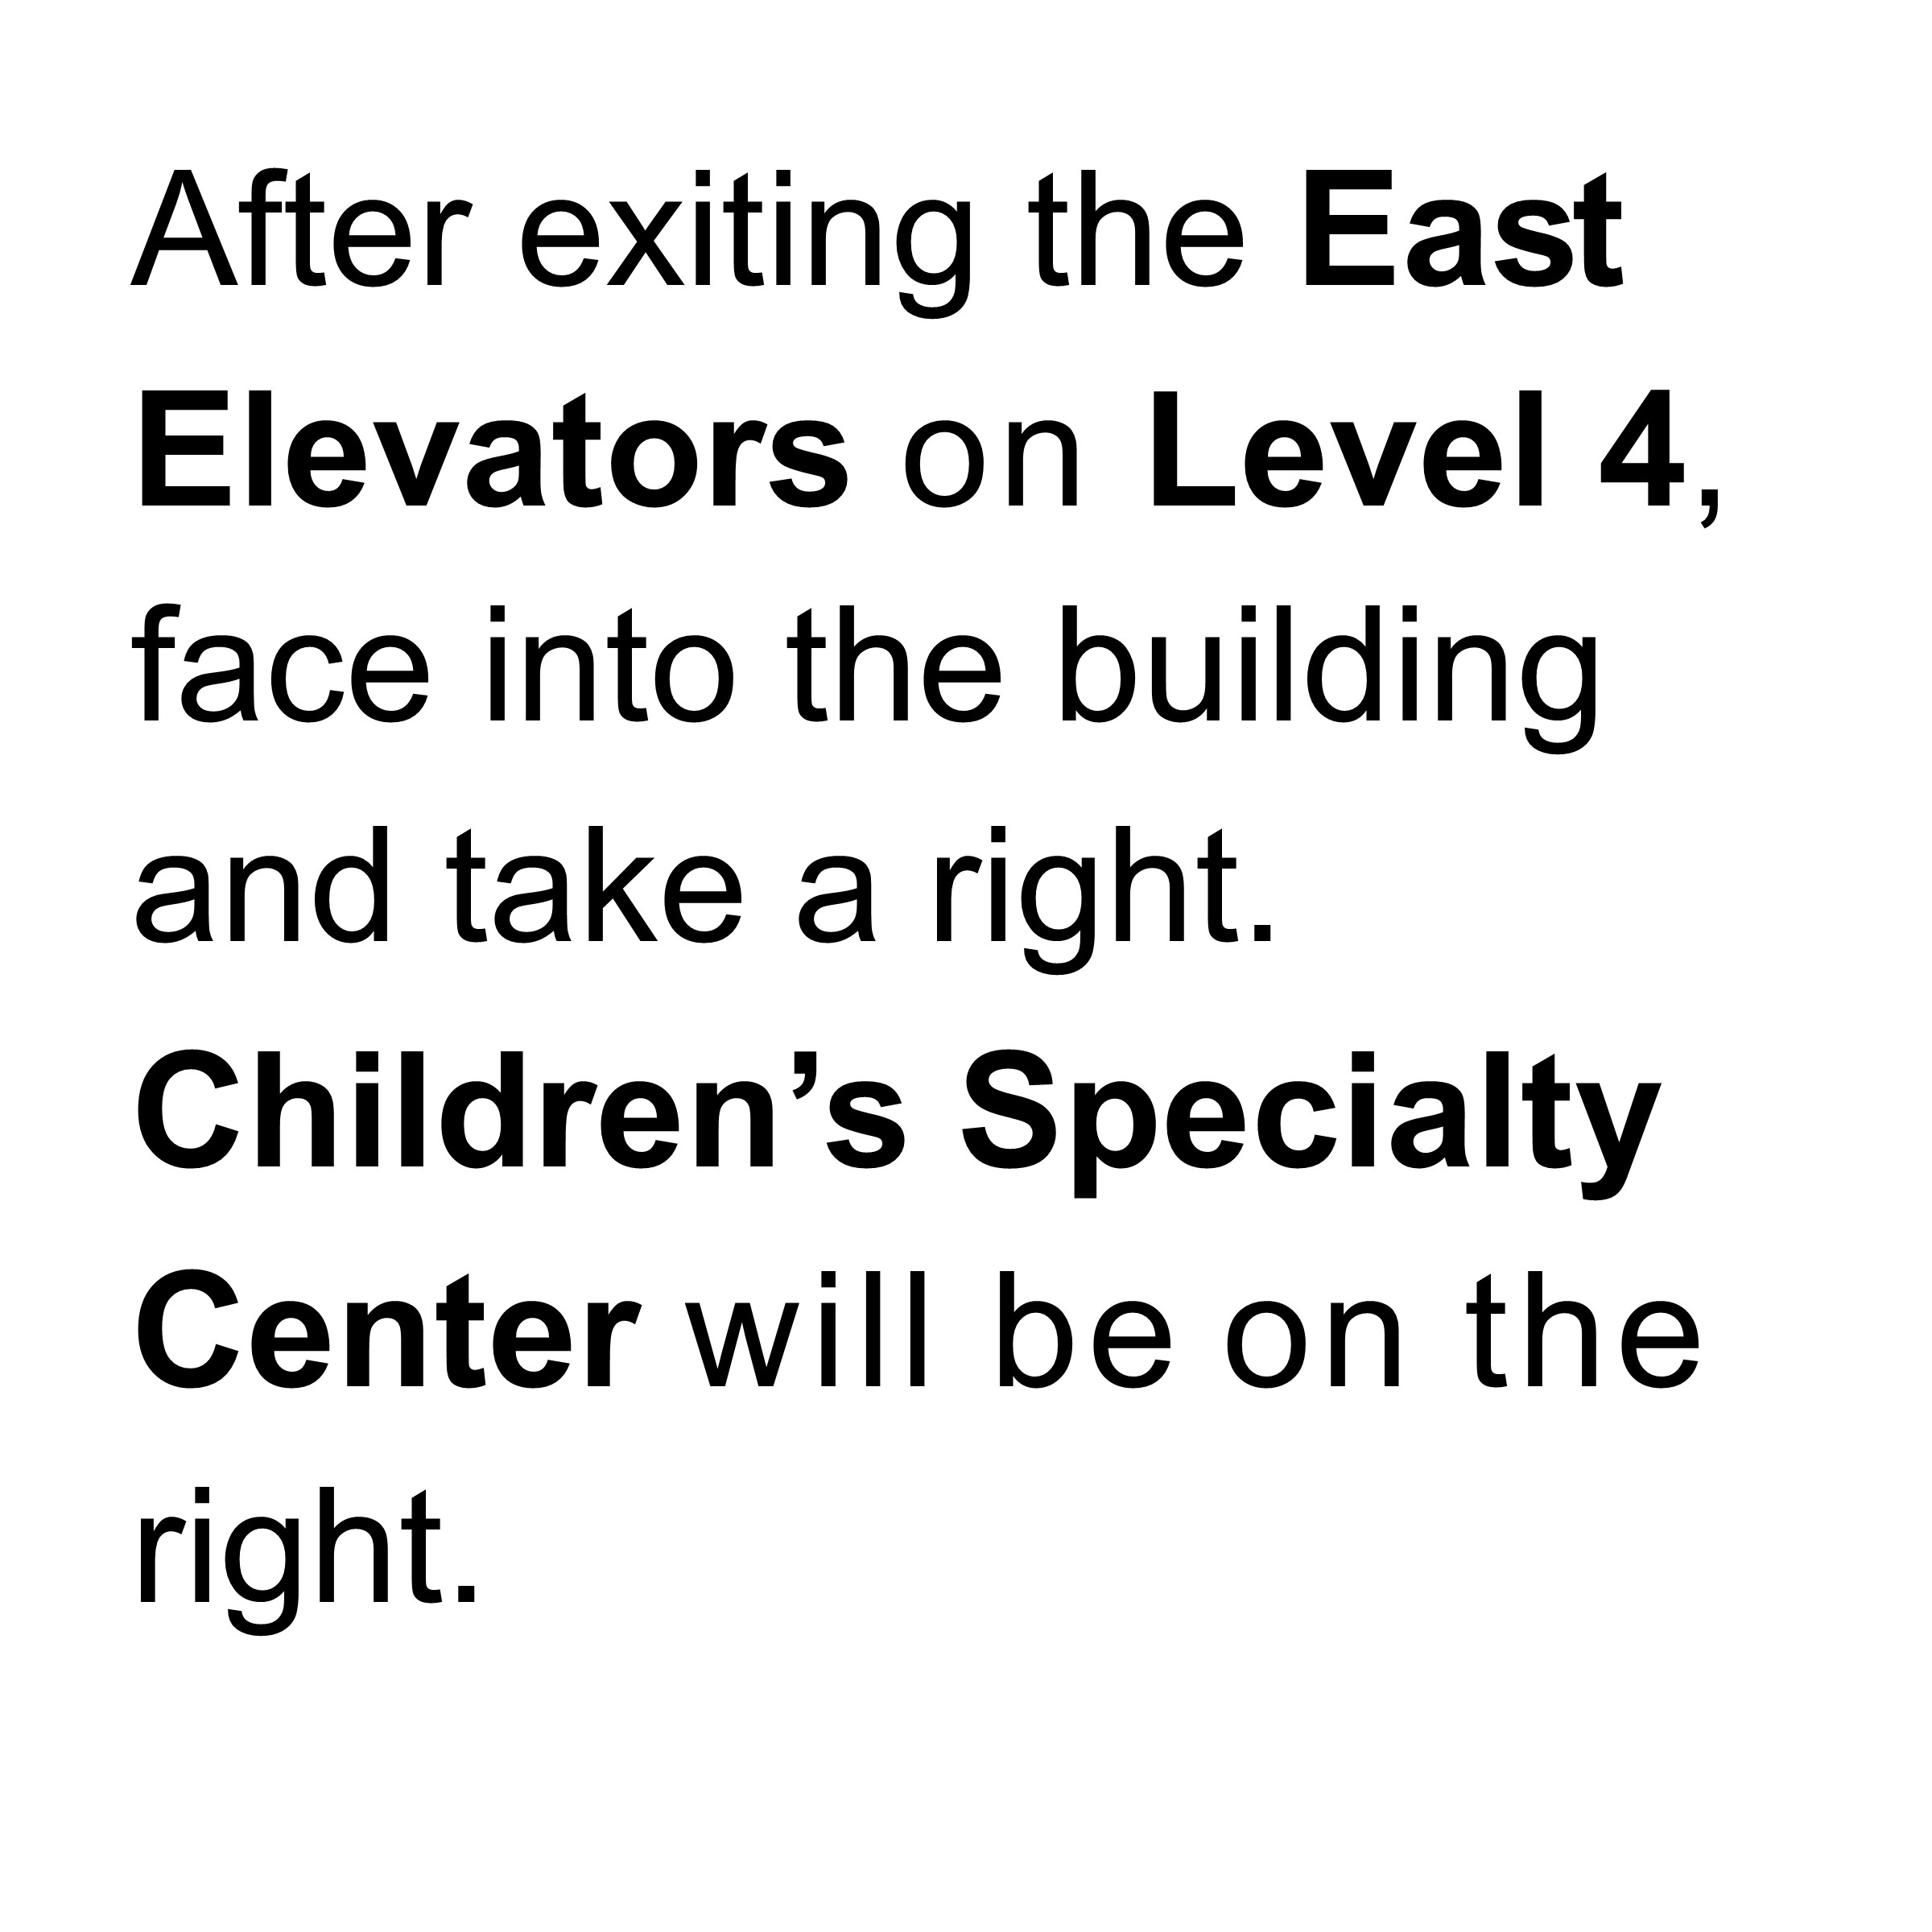 After exiting the East
Elevators on Level 4,
face into the building
and take a right.
Children’s Specialty
Center will be on the
right.